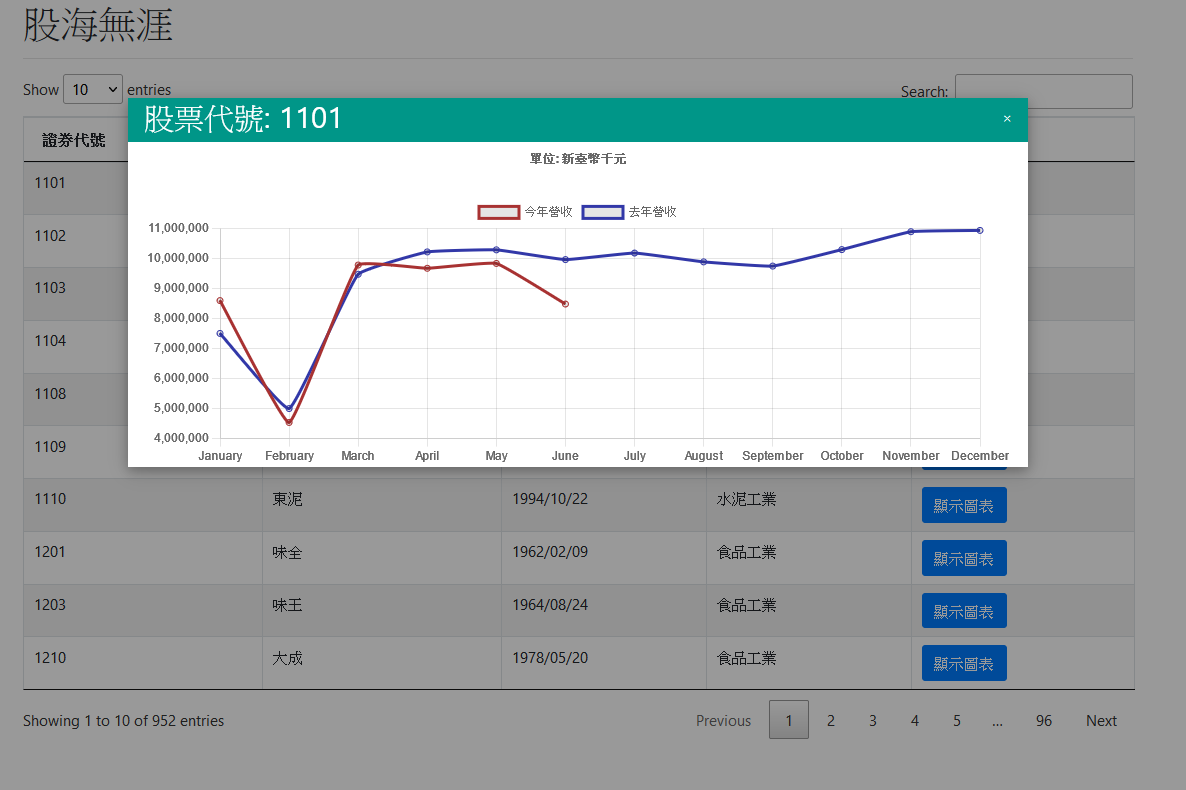 股海無涯
Show 10 entries
Search:
股票代號: 1101 ×
證券代號
單位: 新臺幣千元
今年營收 去年營收
11,000,000
10,000,000
9,000,000
8,000,000
7,000,000
6,000,000
5,000,000
4,000,000
January February March April May June July August September October November December
1101
1102
1103
1104
1108
1109
1110 東泥 1994/10/22 水泥工業 顯示圖表
1201 味全 1962/02/09 食品工業 顯示圖表
1203 味王 1964/08/24 食品工業 顯示圖表
1210 大成 1978/05/20 食品工業 顯示圖表
Showing 1 to 10 of 952 entries
Previous 1 2 3 4 5 ... 96 Next